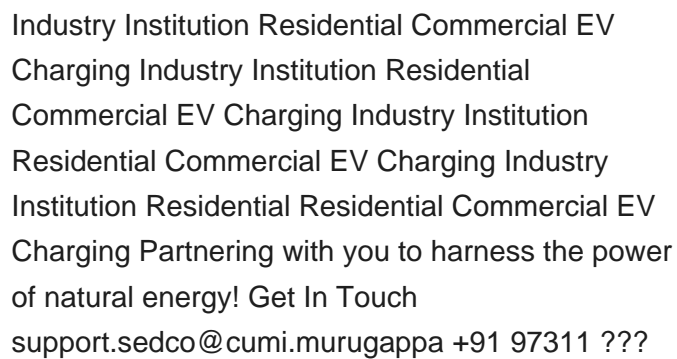 Industry Institution Residential Commercial EV
Charging Industry Institution Residential
Commercial EV Charging Industry Institution
Residential Commercial EV Charging Industry
Institution Residential Residential Commercial EV
Charging Partnering with you to harness the power
of natural energy! Get In Touch
support.sedco@cumi.murugappa +91 97311 ???